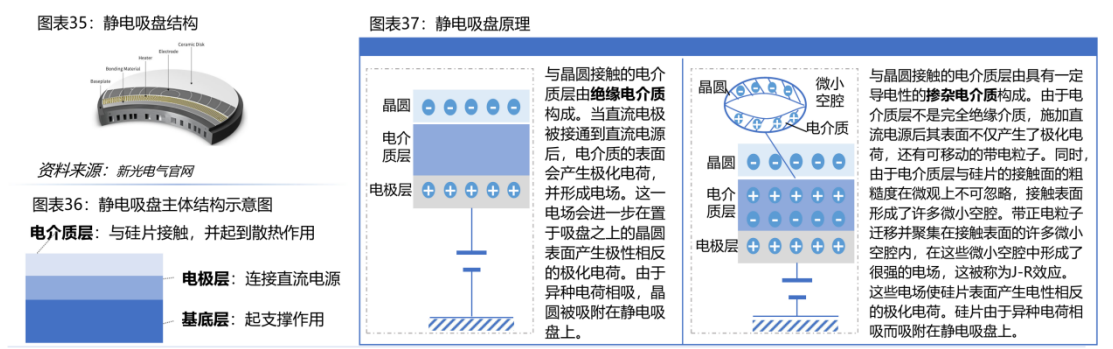 图表35：静电吸盘结构
Ceramic Disk
Electrode
Heater
Bonding Material
Baseplate
资料来源：新光电气官网
图表36：静电吸盘主体结构示意图
电介质层：与硅片接触，并起到散热作用
电极层：连接直流电源
基底层：起支撑作用
图表37：静电吸盘原理
晶圆
电介
质层
电极层
与晶圆接触的电介
质层由绝缘电介质
构成。当直流电极
被接通到直流电源
后，电介质的表面
会产生极化电荷，
并形成电场。这一
电场会进一步在置
于吸盘之上的晶圆
表面产生极性相反
的极化电荷。由于
异种电荷相吸，晶
圆被吸附在静电吸
盘上。
晶圆
微小
空腔
电介质
晶圆
电介
质层
电极层
与晶圆接触的电介质层由具有一定
导电性的掺杂电介质构成。由于电
介质层不是完全绝缘介质，施加直
流电源后其表面不仅产生了极化电
荷，还有可移动的带电粒子。同时，
由于电介质层与硅片的接触面的粗
糙度在微观上不可忽略，接触表面
形成了许多微小空腔。带正电粒子
迁移并聚集在接触表面的许多微小
空腔内，在这些微小空腔中形成了
很强的电场，这被称为J-R效应。
这些电场使硅片表面产生电性相反
的极化电荷。硅片由于异种电荷相
吸而吸附在静电吸盘上。